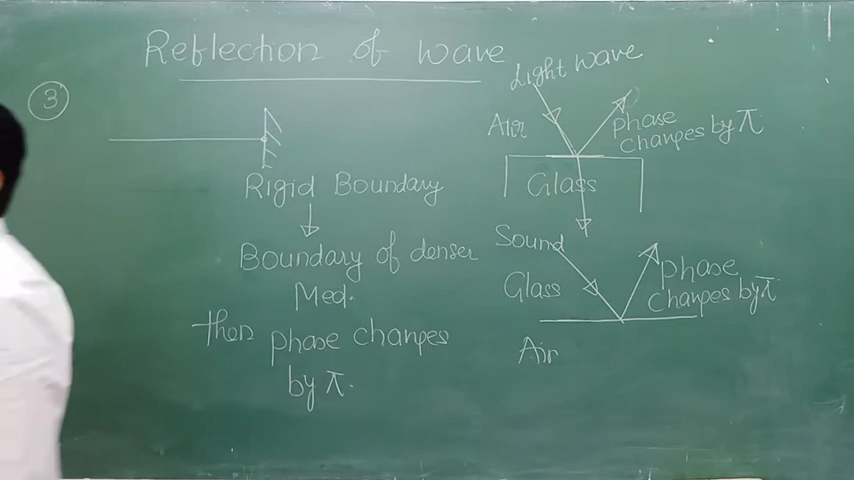 Reflection of wave
3
Rigid Boundary
Boundary of denser
Med.
then phase changes
by π.
Light wave
Air
phase
changes by π
Glass
Sound
Glass
phase
changes by π
Air